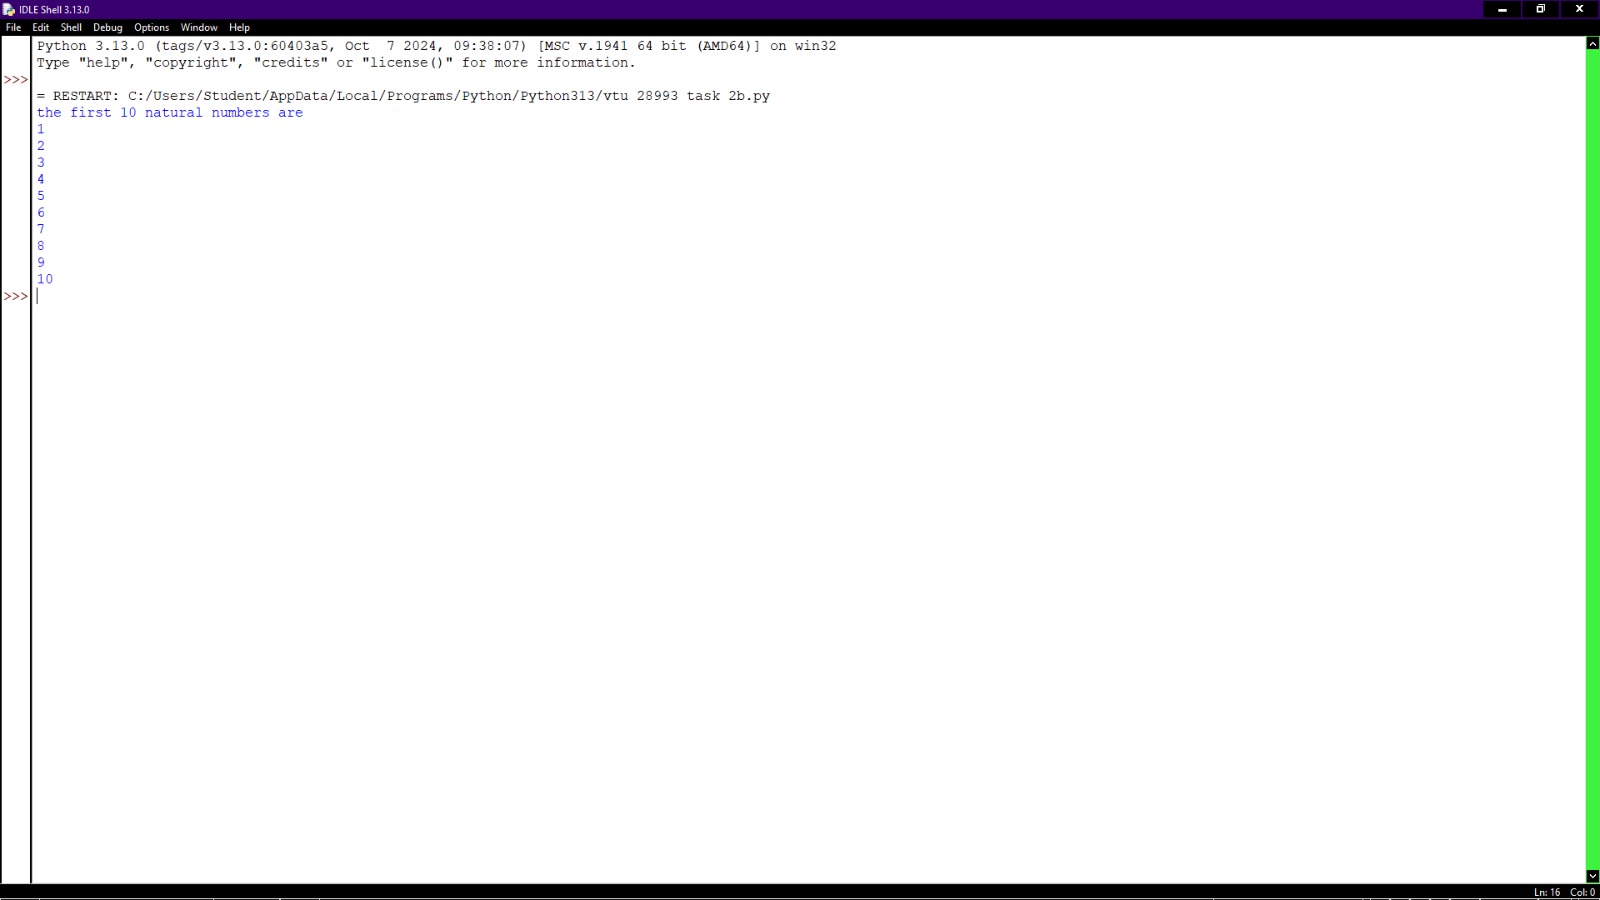 IDLE Shell 3.13.0
File Edit Shell Debug Options Window Help
Python 3.13.0 (tags/v3.13.0:60403a5, Oct  7 2024, 09:38:07) [MSC v.1941 64 bit (AMD64)] on win32
Type "help", "copyright", "credits" or "license()" for more information.
>>>
= RESTART: C:/Users/Student/AppData/Local/Programs/Python/Python313/vtu 28993 task 2b.py
the first 10 natural numbers are
1
2
3
4
5
6
7
8
9
10
>>>
Ln: 16 Col: 0